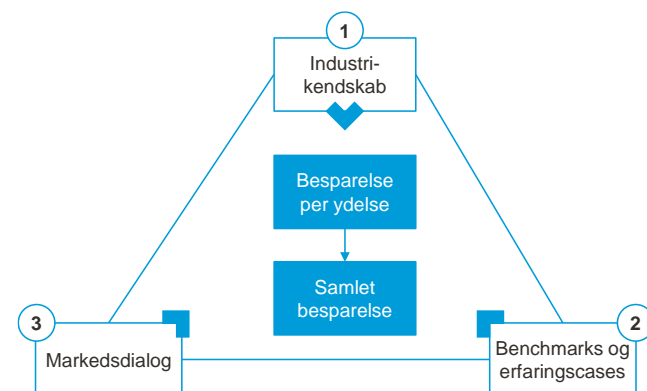 1
Industri-
kendskab
Besparelse
per ydelse
Samlet
besparelse
3
Markedsdialog
2
Benchmarks og
erfaringscases